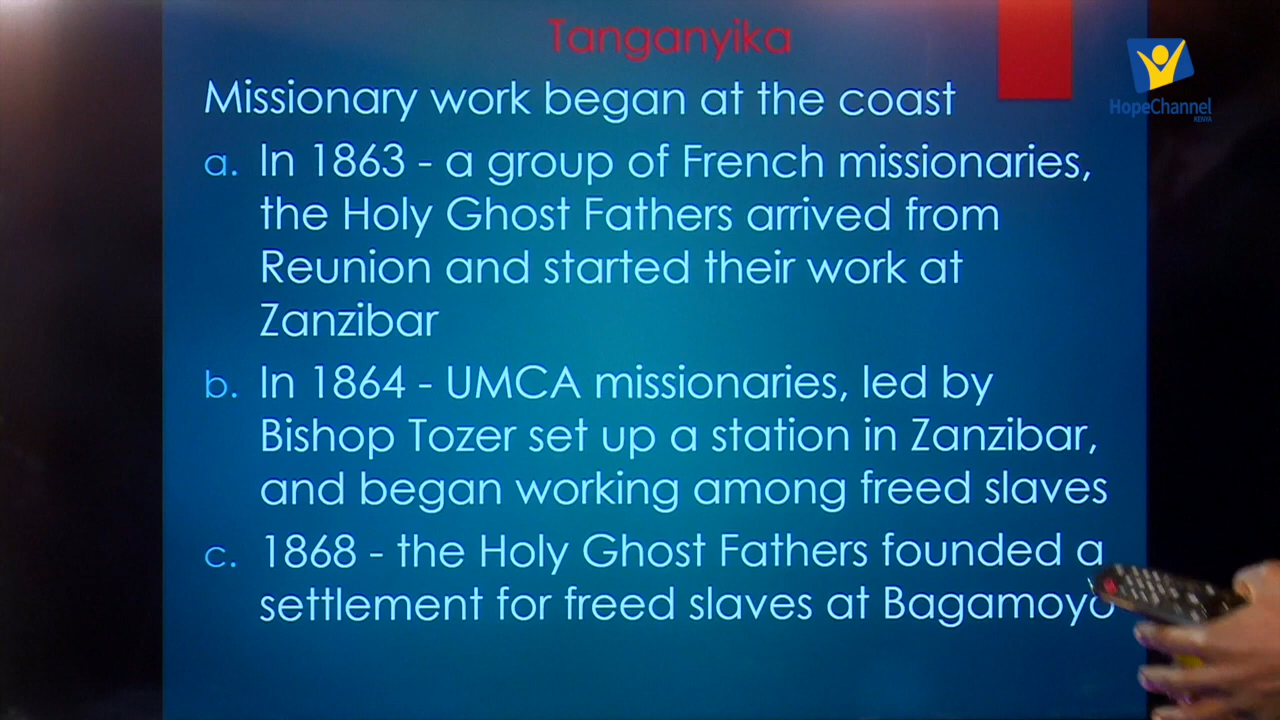 Tanganyika
HopeChannel
KENYA
Missionary work began at the coast
a. In 1863 - a group of French missionaries,
the Holy Ghost Fathers arrived from
Reunion and started their work at
Zanzibar
b. In 1864 - UMCA missionaries, led by
Bishop Tozer set up a station in Zanzibar,
and began working among freed slaves
c. 1868 - the Holy Ghost Fathers founded a
settlement for freed slaves at Bagamoyo